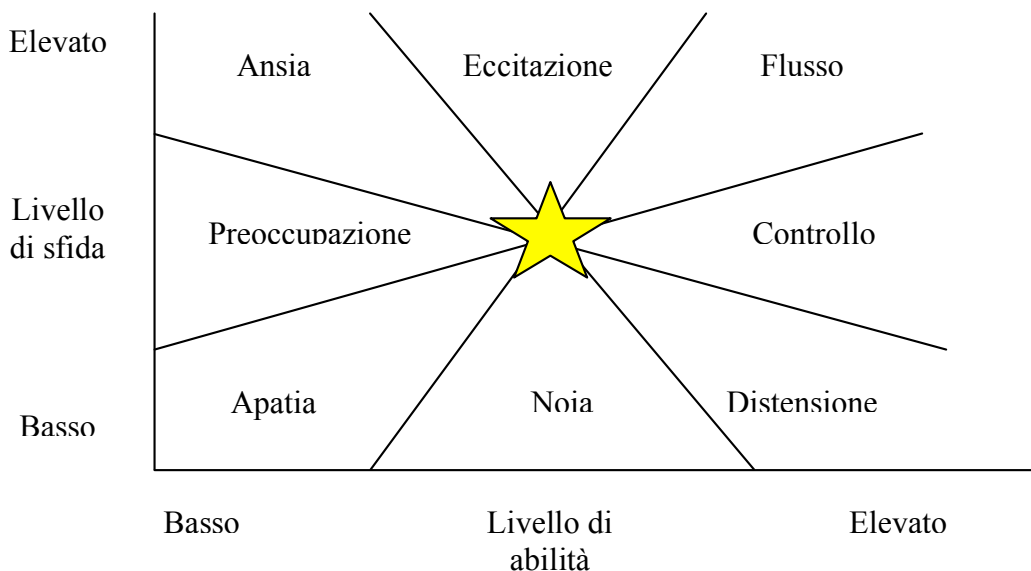 Elevato
Ansia
Eccitazione
Flusso
Livello
di sfida
Preoccupazione
Controllo
Apatia
Noia
Distensione
Basso
Basso
Livello di
abilità
Elevato